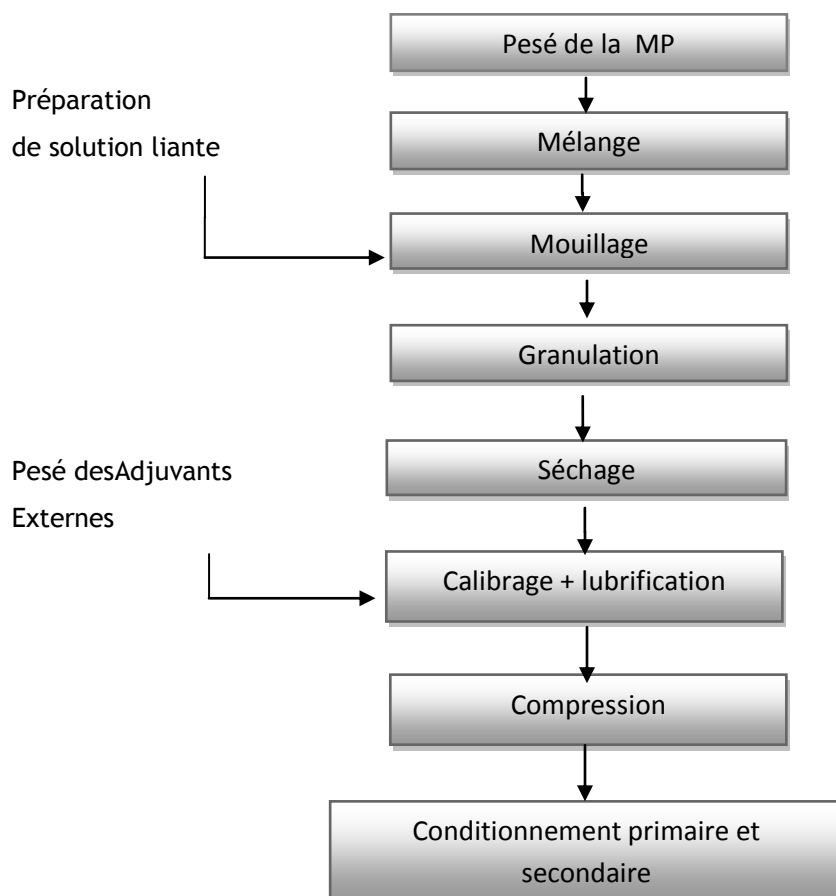 Pesé de la MP
Préparation
de solution liante
Mélange
Mouillage
Granulation
Pesé desAdjuvants
Externes
Séchage
Calibrage + lubrification
Compression
Conditionnement primaire et
secondaire